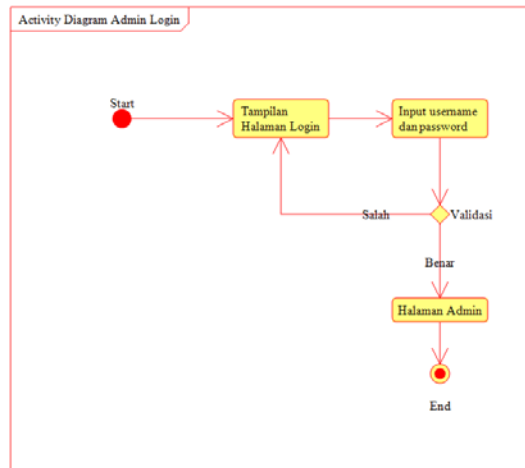 Activity Diagram Admin Login
Start
Tampilan
Halaman Login
Input username
dan password
Salah
Validasi
Benar
Halaman Admin
End